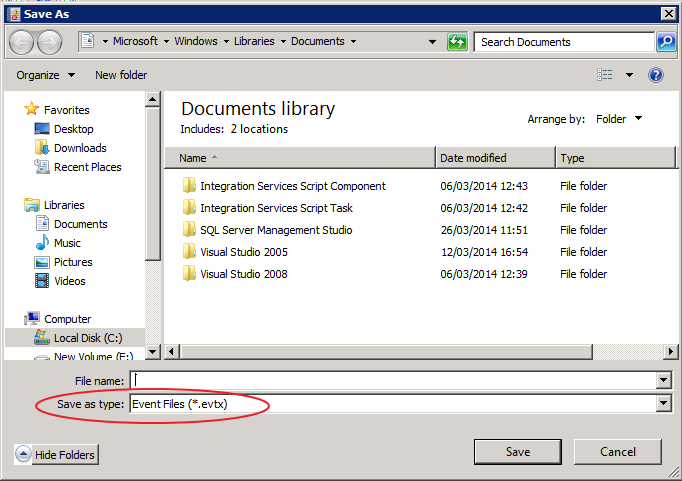 Save As
Microsoft Windows Libraries Documents
Search Documents
Organize New folder
Favorites
Desktop
Downloads
Recent Places
Libraries
Documents
Music
Pictures
Videos
Computer
Local Disk (C:)
New Volume (E:)
Documents library
Includes: 2 locations
Arrange by: Folder
Name Date modified Type
Integration Services Script Component 06/03/2014 12:43 File folder
Integration Services Script Task 06/03/2014 12:42 File folder
SQL Server Management Studio 26/03/2014 11:51 File folder
Visual Studio 2005 12/03/2014 16:54 File folder
Visual Studio 2008 06/03/2014 12:39 File folder
File name:
Save as type: Event Files (*.evtx)
Hide Folders
Save Cancel